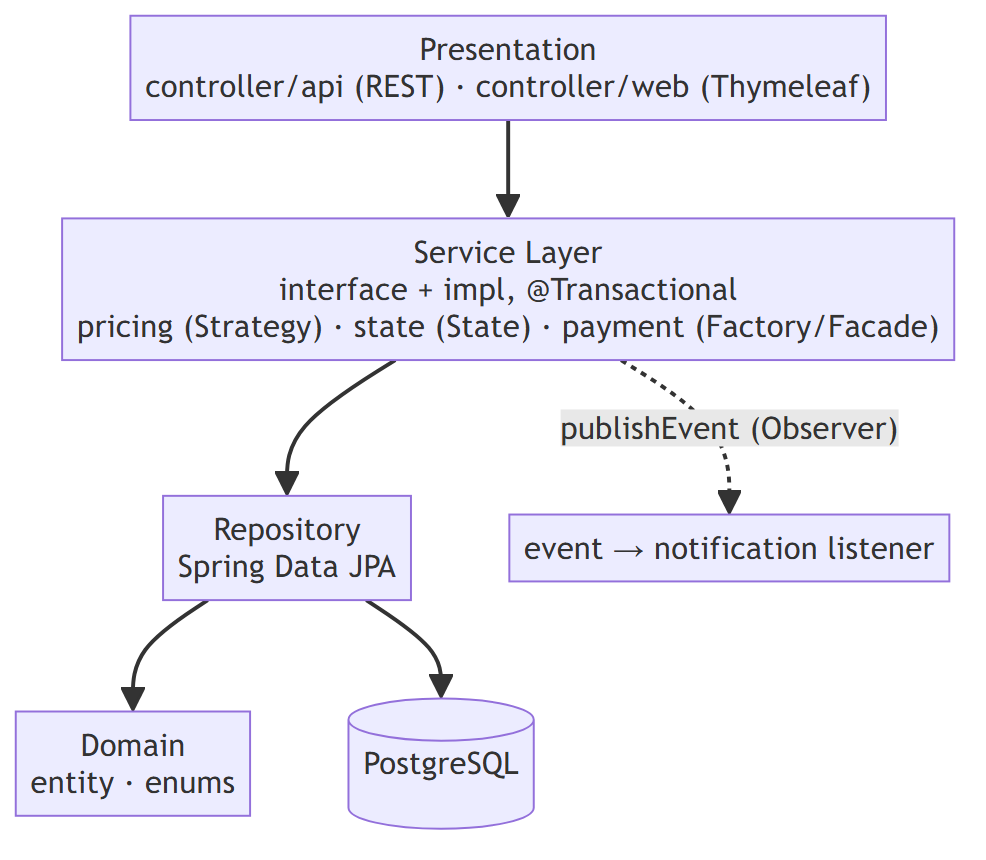 Presentation
controller/api (REST) · controller/web (Thymeleaf)
Service Layer
interface + impl, @Transactional
pricing (Strategy) · state (State) · payment (Factory/Facade)
publishEvent (Observer)
Repository
Spring Data JPA
event → notification listener
Domain
entity · enums
PostgreSQL